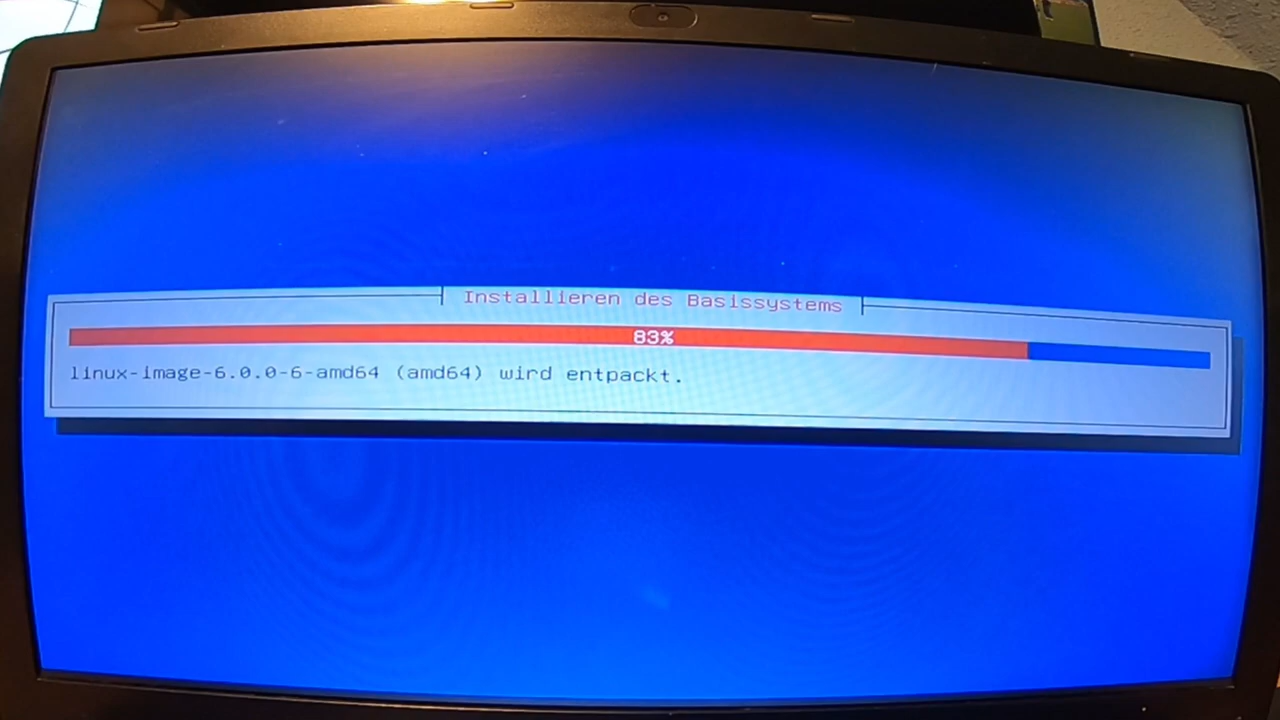 Installieren des Basissystems
83%
linux-image-6.0.0-6-amd64 (amd64) wird entpackt.